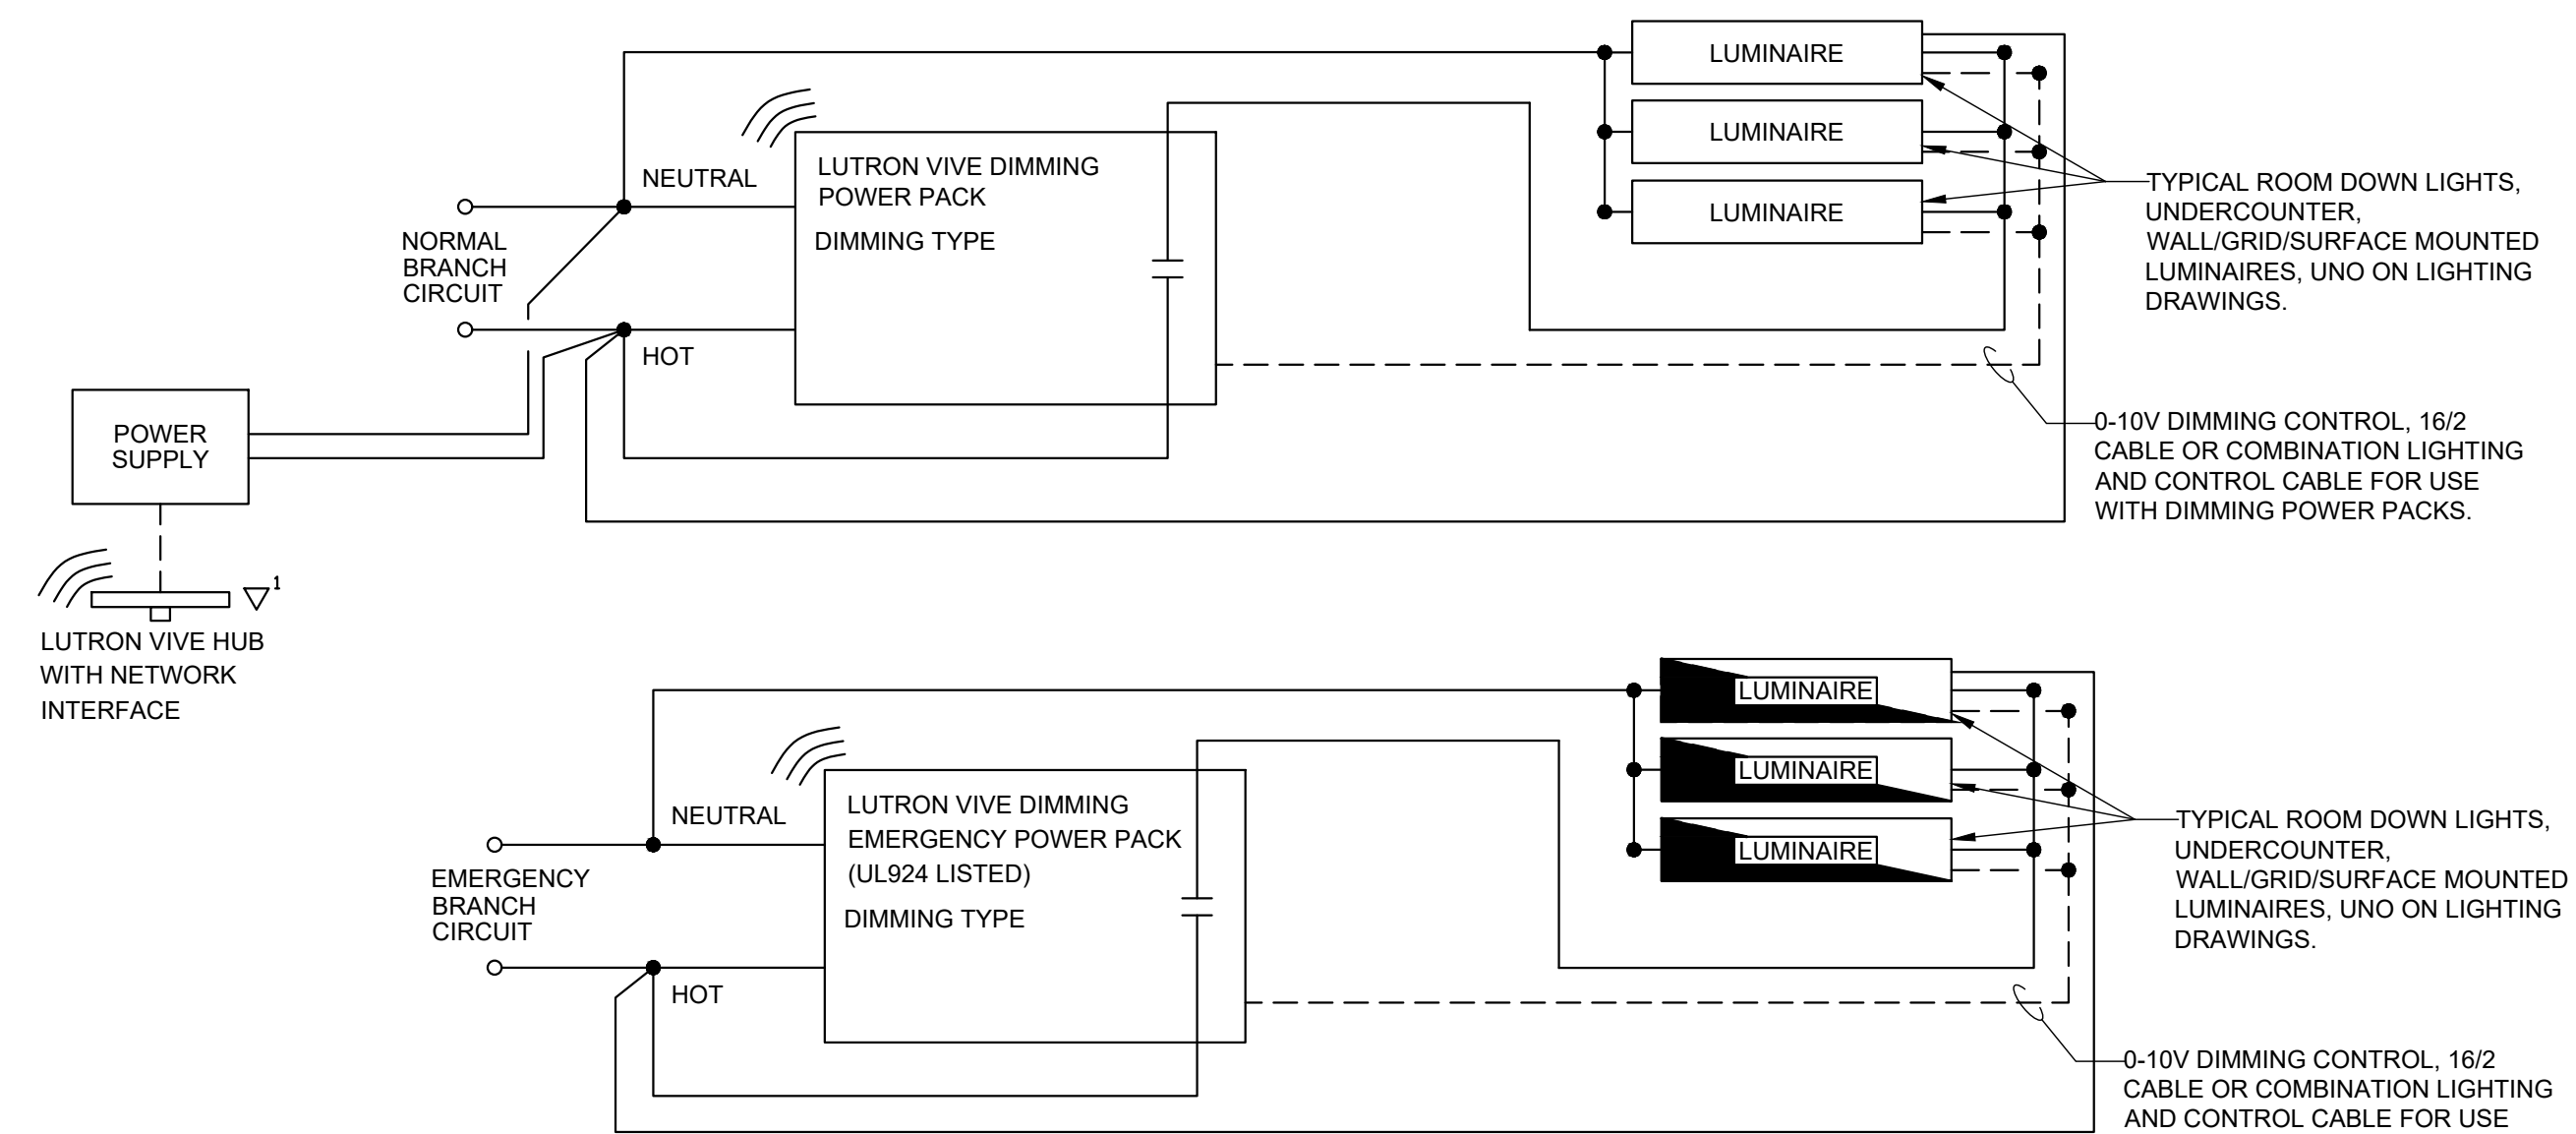 LUMINAIRE
LUMINAIRE
LUMINAIRE
NEUTRAL
LUTRON VIVE DIMMING
POWER PACK
DIMMING TYPE
NORMAL
BRANCH
CIRCUIT
HOT
TYPICAL ROOM DOWN LIGHTS,
UNDERCOUNTER,
WALL/GRID/SURFACE MOUNTED
LUMINAIRES, UNO ON LIGHTING
DRAWINGS.
POWER
SUPPLY
0-10V DIMMING CONTROL, 16/2
CABLE OR COMBINATION LIGHTING
AND CONTROL CABLE FOR USE
WITH DIMMING POWER PACKS.
1
LUTRON VIVE HUB
WITH NETWORK
INTERFACE
LUMINAIRE
LUMINAIRE
LUMINAIRE
NEUTRAL
LUTRON VIVE DIMMING
EMERGENCY POWER PACK
(UL924 LISTED)
DIMMING TYPE
EMERGENCY
BRANCH
CIRCUIT
HOT
TYPICAL ROOM DOWN LIGHTS,
UNDERCOUNTER,
WALL/GRID/SURFACE MOUNTED
LUMINAIRES, UNO ON LIGHTING
DRAWINGS.
0-10V DIMMING CONTROL, 16/2
CABLE OR COMBINATION LIGHTING
AND CONTROL CABLE FOR USE